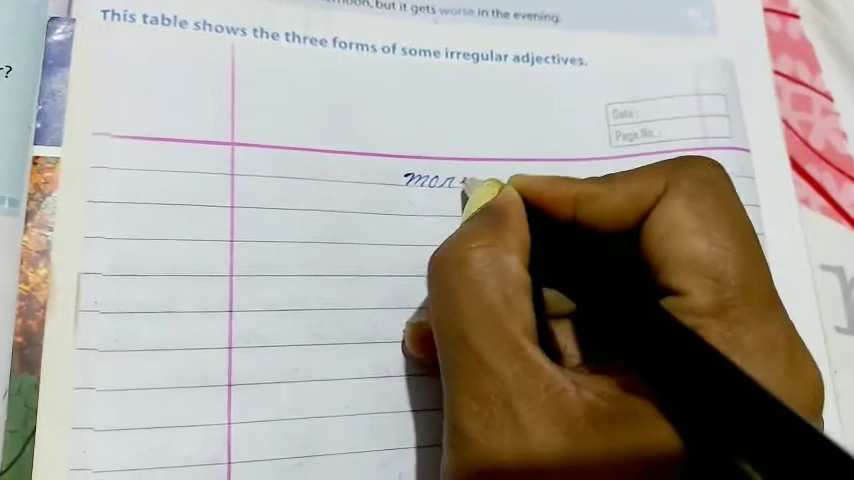 ernoon, but it gets worse in the evening.
This table shows the three forms of some irregular adjectives.
r?
Date :
Page No. :
mor